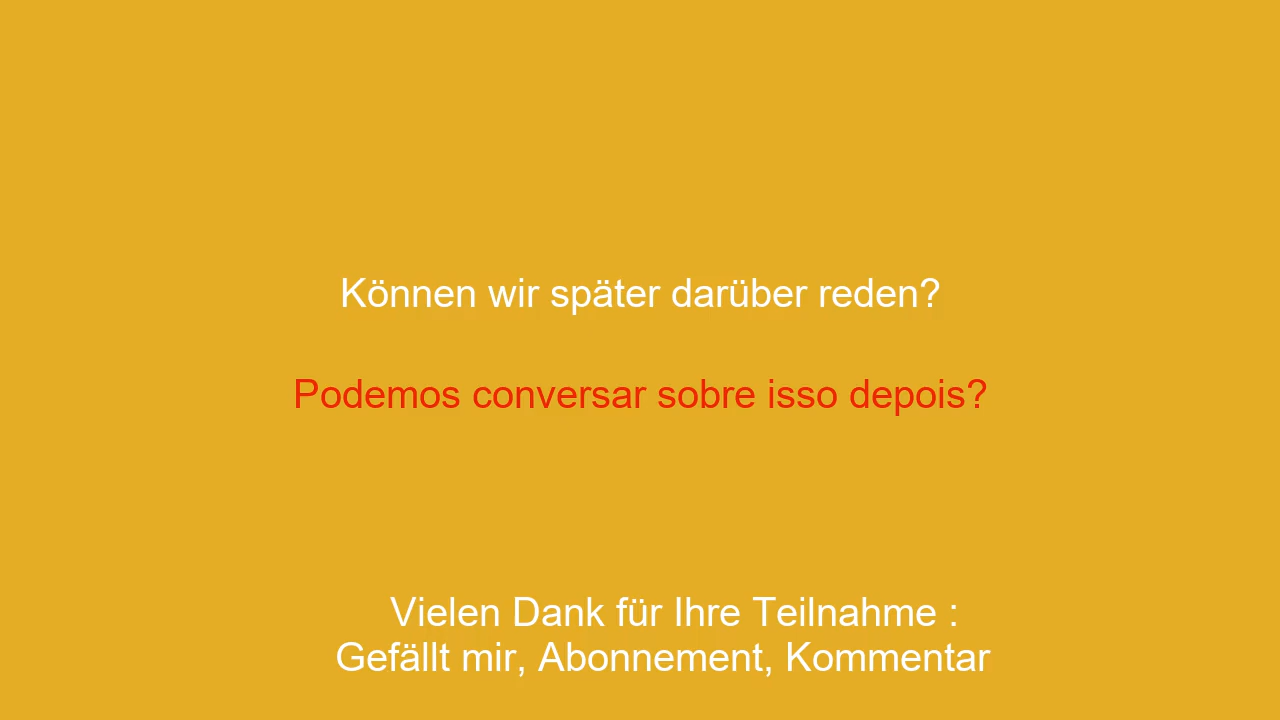 Können wir später darüber reden?
Podemos conversar sobre isso depois?
Vielen Dank für Ihre Teilnahme :
Gefällt mir, Abonnement, Kommentar